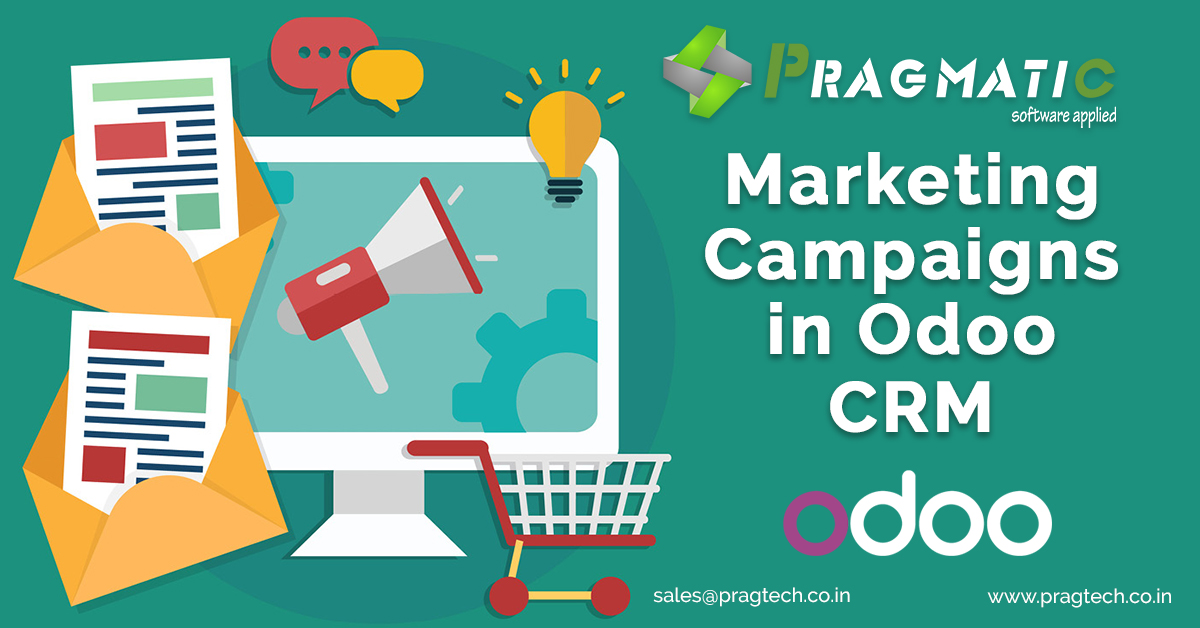 PRAGMATIC
software applied
Marketing
Campaigns
in Odoo
CRM
odoo
sales@pragtech.co.in
www.pragtech.co.in